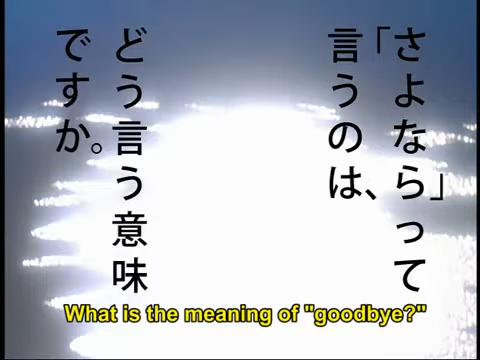 「さよなら」って
言うのは、
どう言う意味
ですか。
What is the meaning of "goodbye?"